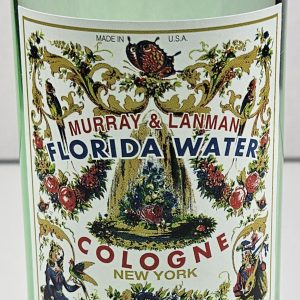 MADE IN U.S.A.
MURRAY & LANMAN
FLORIDA WATER
COLOGNE
NEW YORK